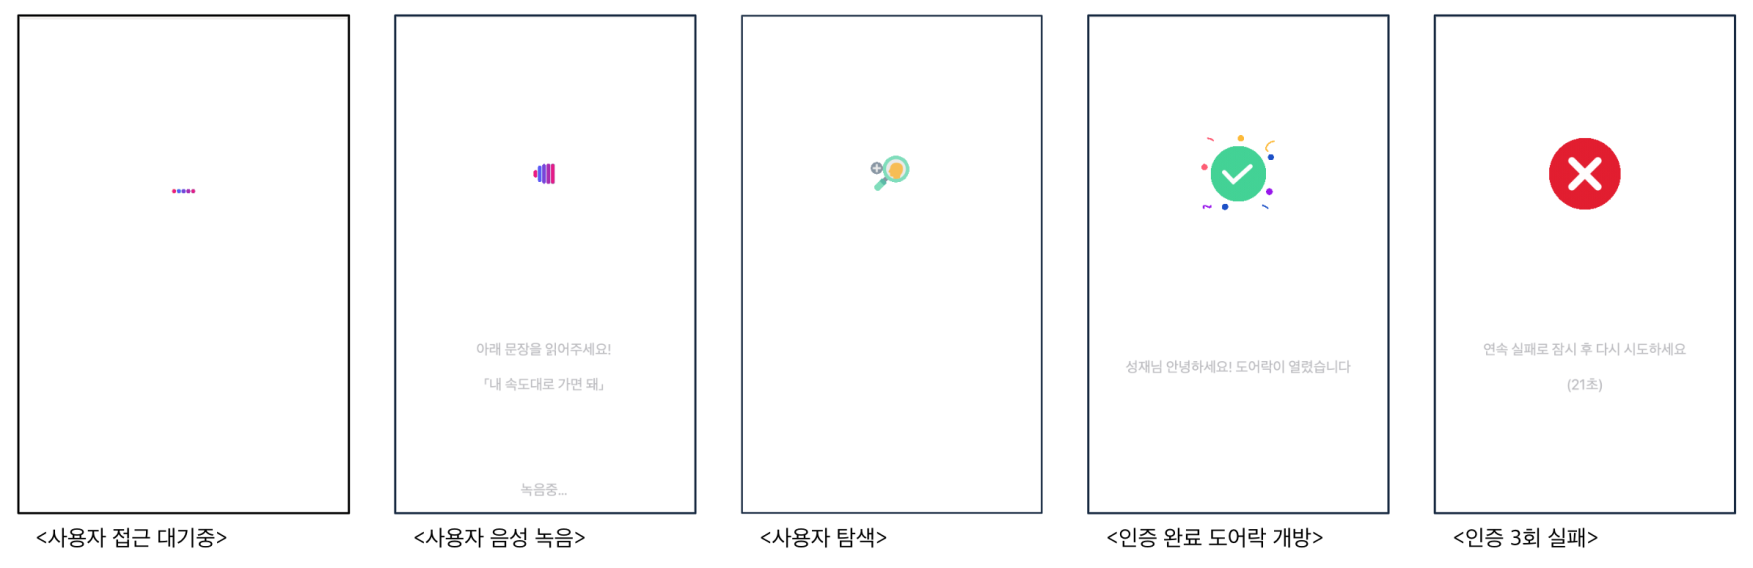 아래 문장을 읽어주세요!
「내 속도대로 가면 돼」
녹음중...
성재님 안녕하세요! 도어락이 열렸습니다
연속 실패로 잠시 후 다시 시도하세요
(21초)
<사용자 접근 대기중>
<사용자 음성 녹음>
<사용자 탐색>
<인증 완료 도어락 개방>
<인증 3회 실패>